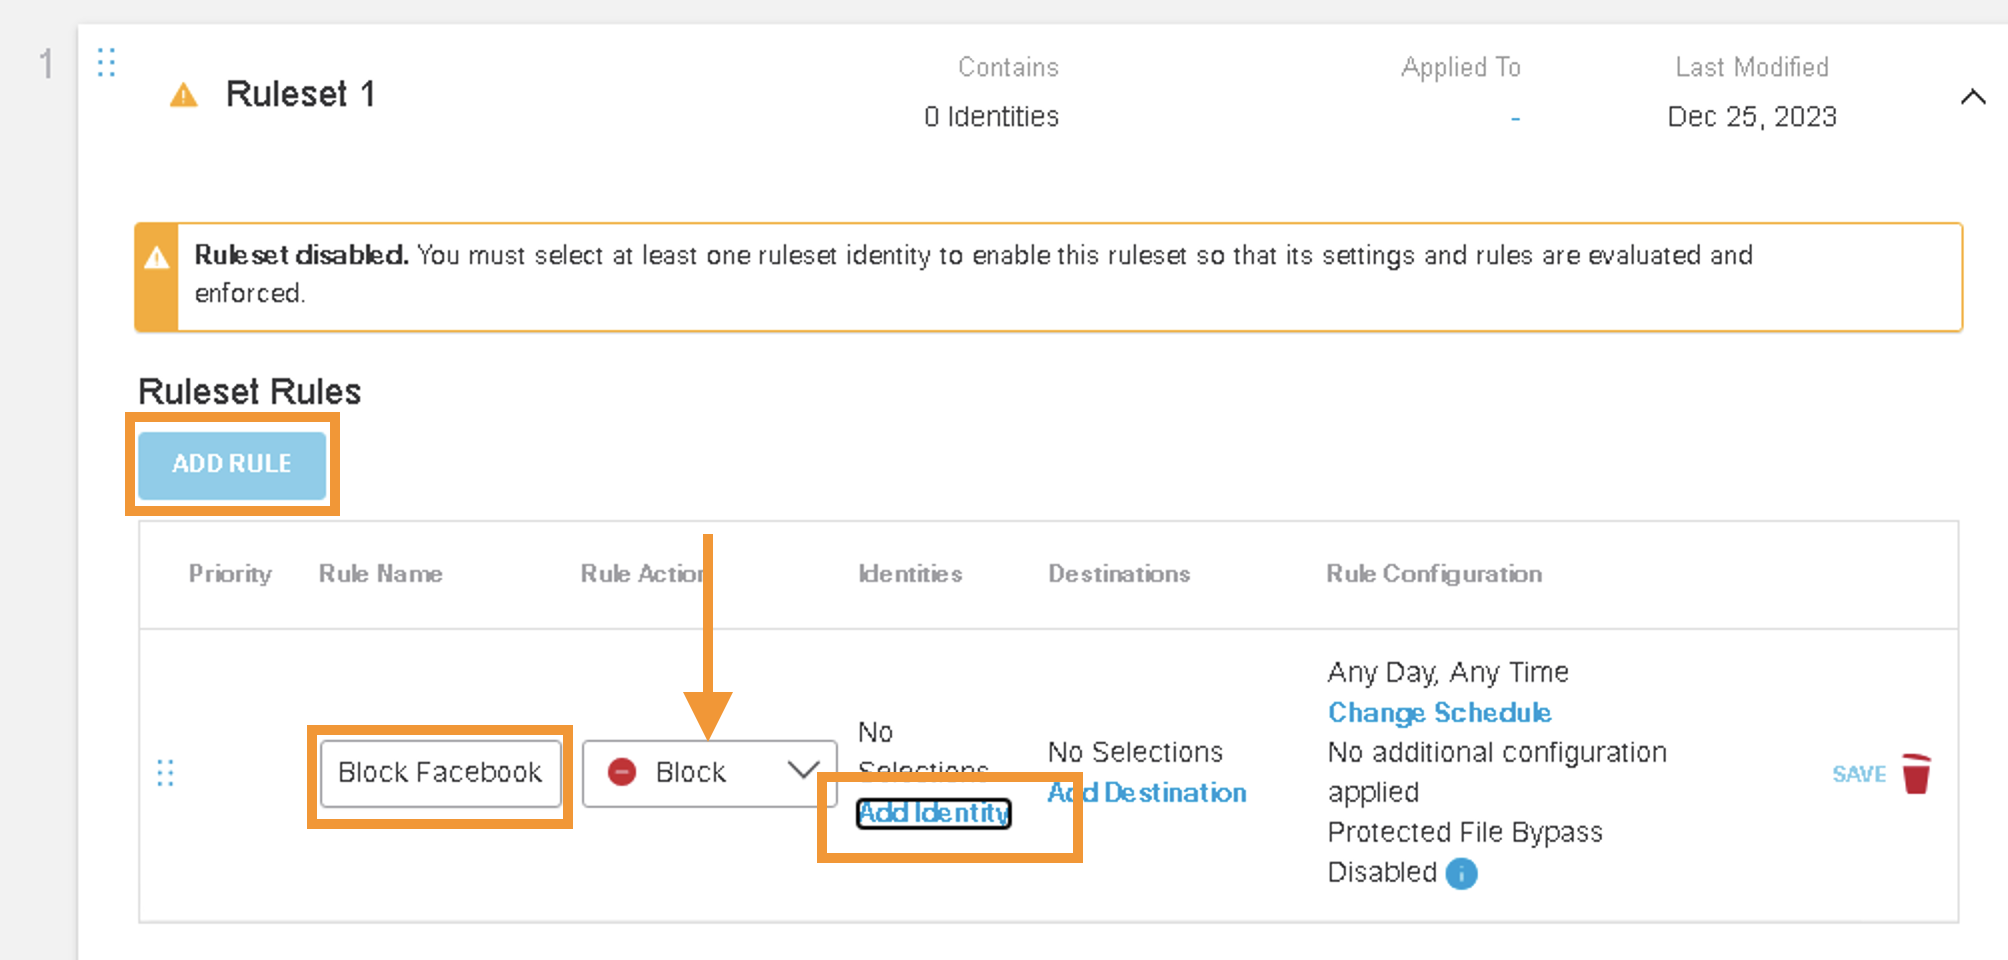 1
Contains
Applied To
Last Modified
Ruleset 1
0 Identities
-
Dec 25, 2023
Ruleset disabled. You must select at least one ruleset identity to enable this ruleset so that its settings and rules are evaluated and
enforced.
Ruleset Rules
ADD RULE
Priority
Rule Name
Rule Action
Identities
Destinations
Rule Configuration
Block Facebook
Block
No
Selections
Add Identity
No Selections
Add Destination
Any Day, Any Time
Change Schedule
No additional configuration
applied
Protected File Bypass
Disabled
SAVE